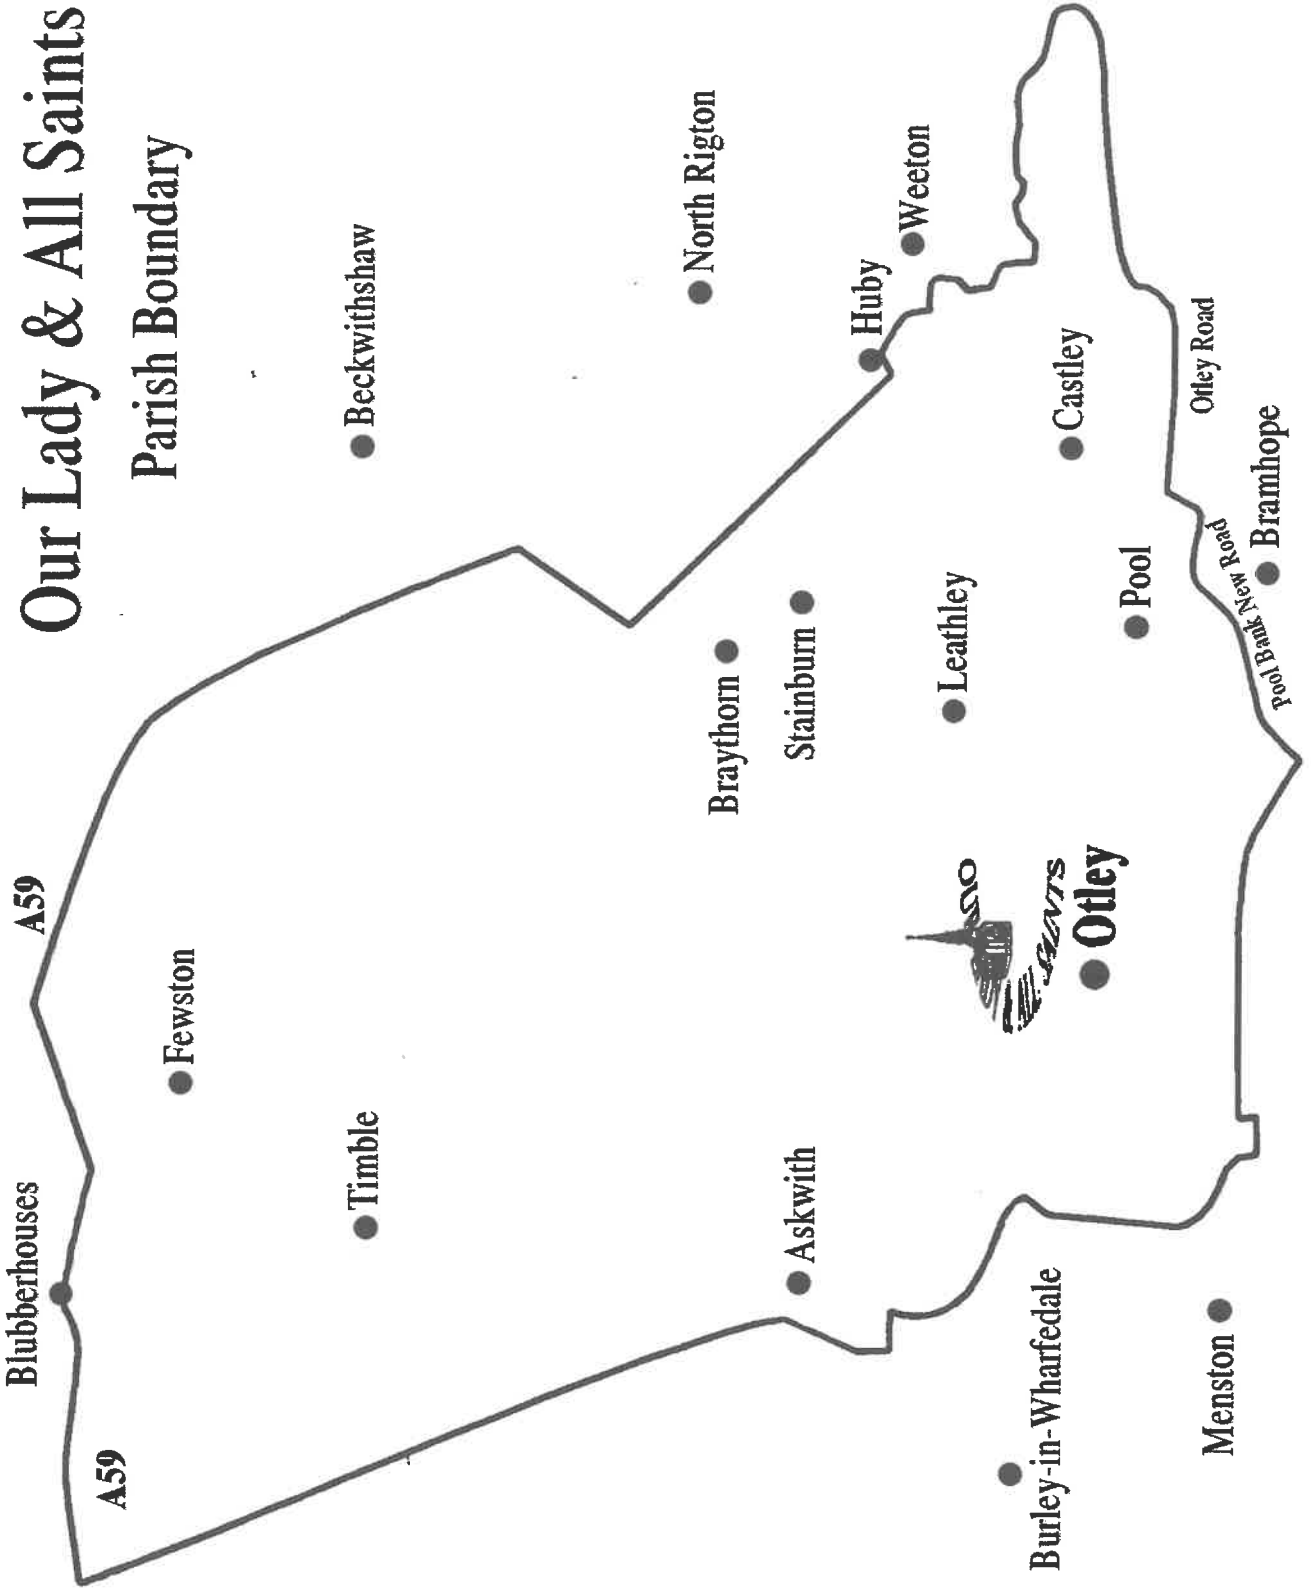 Our Lady & All Saints
Parish Boundary
A59
Blubberhouses
A59
Fewston
Timble
Beckwithshaw
North Rigton
Braythorn
Stainburn
Askwith
Huby
Weeton
Leathley
OUR
SAINTS
Otley
Castley
Pool
Burley-in-Wharfedale
Menston
Otley Road
Pool Bank New Road
Bramhope